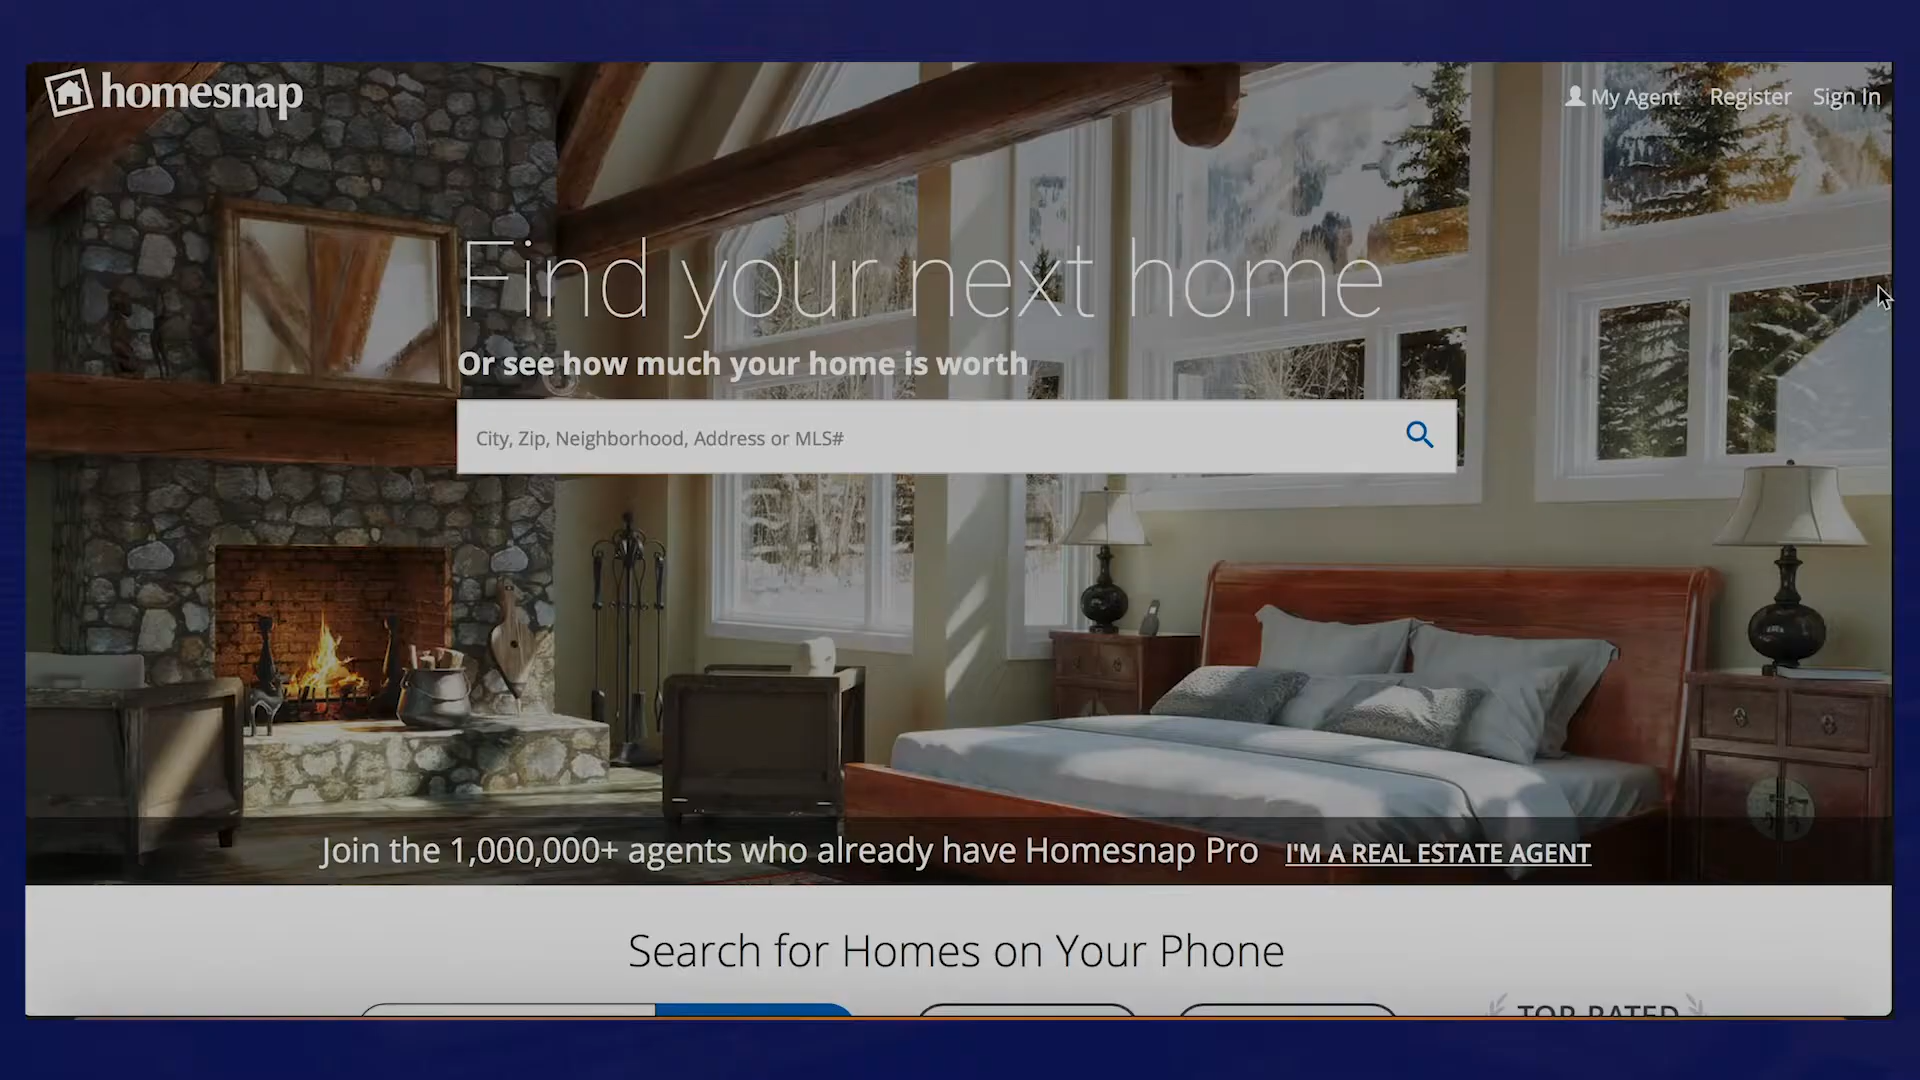 homesnap
My Agent Register Sign In
Find your next home
Or see how much your home is worth
City, Zip, Neighborhood, Address or MLS#
Join the 1,000,000+ agents who already have Homesnap Pro I'M A REAL ESTATE AGENT
Search for Homes on Your Phone
TOP RATED